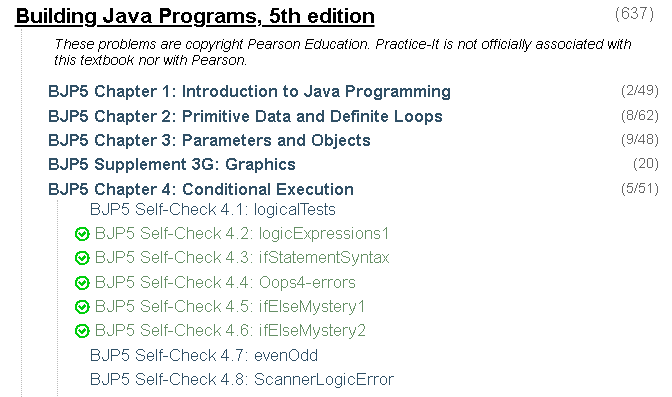 Building Java Programs, 5th edition (637)
These problems are copyright Pearson Education. Practice-It is not officially associated with
this textbook nor with Pearson.
BJP5 Chapter 1: Introduction to Java Programming (2/49)
BJP5 Chapter 2: Primitive Data and Definite Loops (8/62)
BJP5 Chapter 3: Parameters and Objects (9/48)
BJP5 Supplement 3G: Graphics (20)
BJP5 Chapter 4: Conditional Execution (5/51)
BJP5 Self-Check 4.1: logicalTests
BJP5 Self-Check 4.2: logicExpressions1
BJP5 Self-Check 4.3: ifStatementSyntax
BJP5 Self-Check 4.4: Oops4-errors
BJP5 Self-Check 4.5: ifElseMystery1
BJP5 Self-Check 4.6: ifElseMystery2
BJP5 Self-Check 4.7: evenOdd
BJP5 Self-Check 4.8: ScannerLogicError